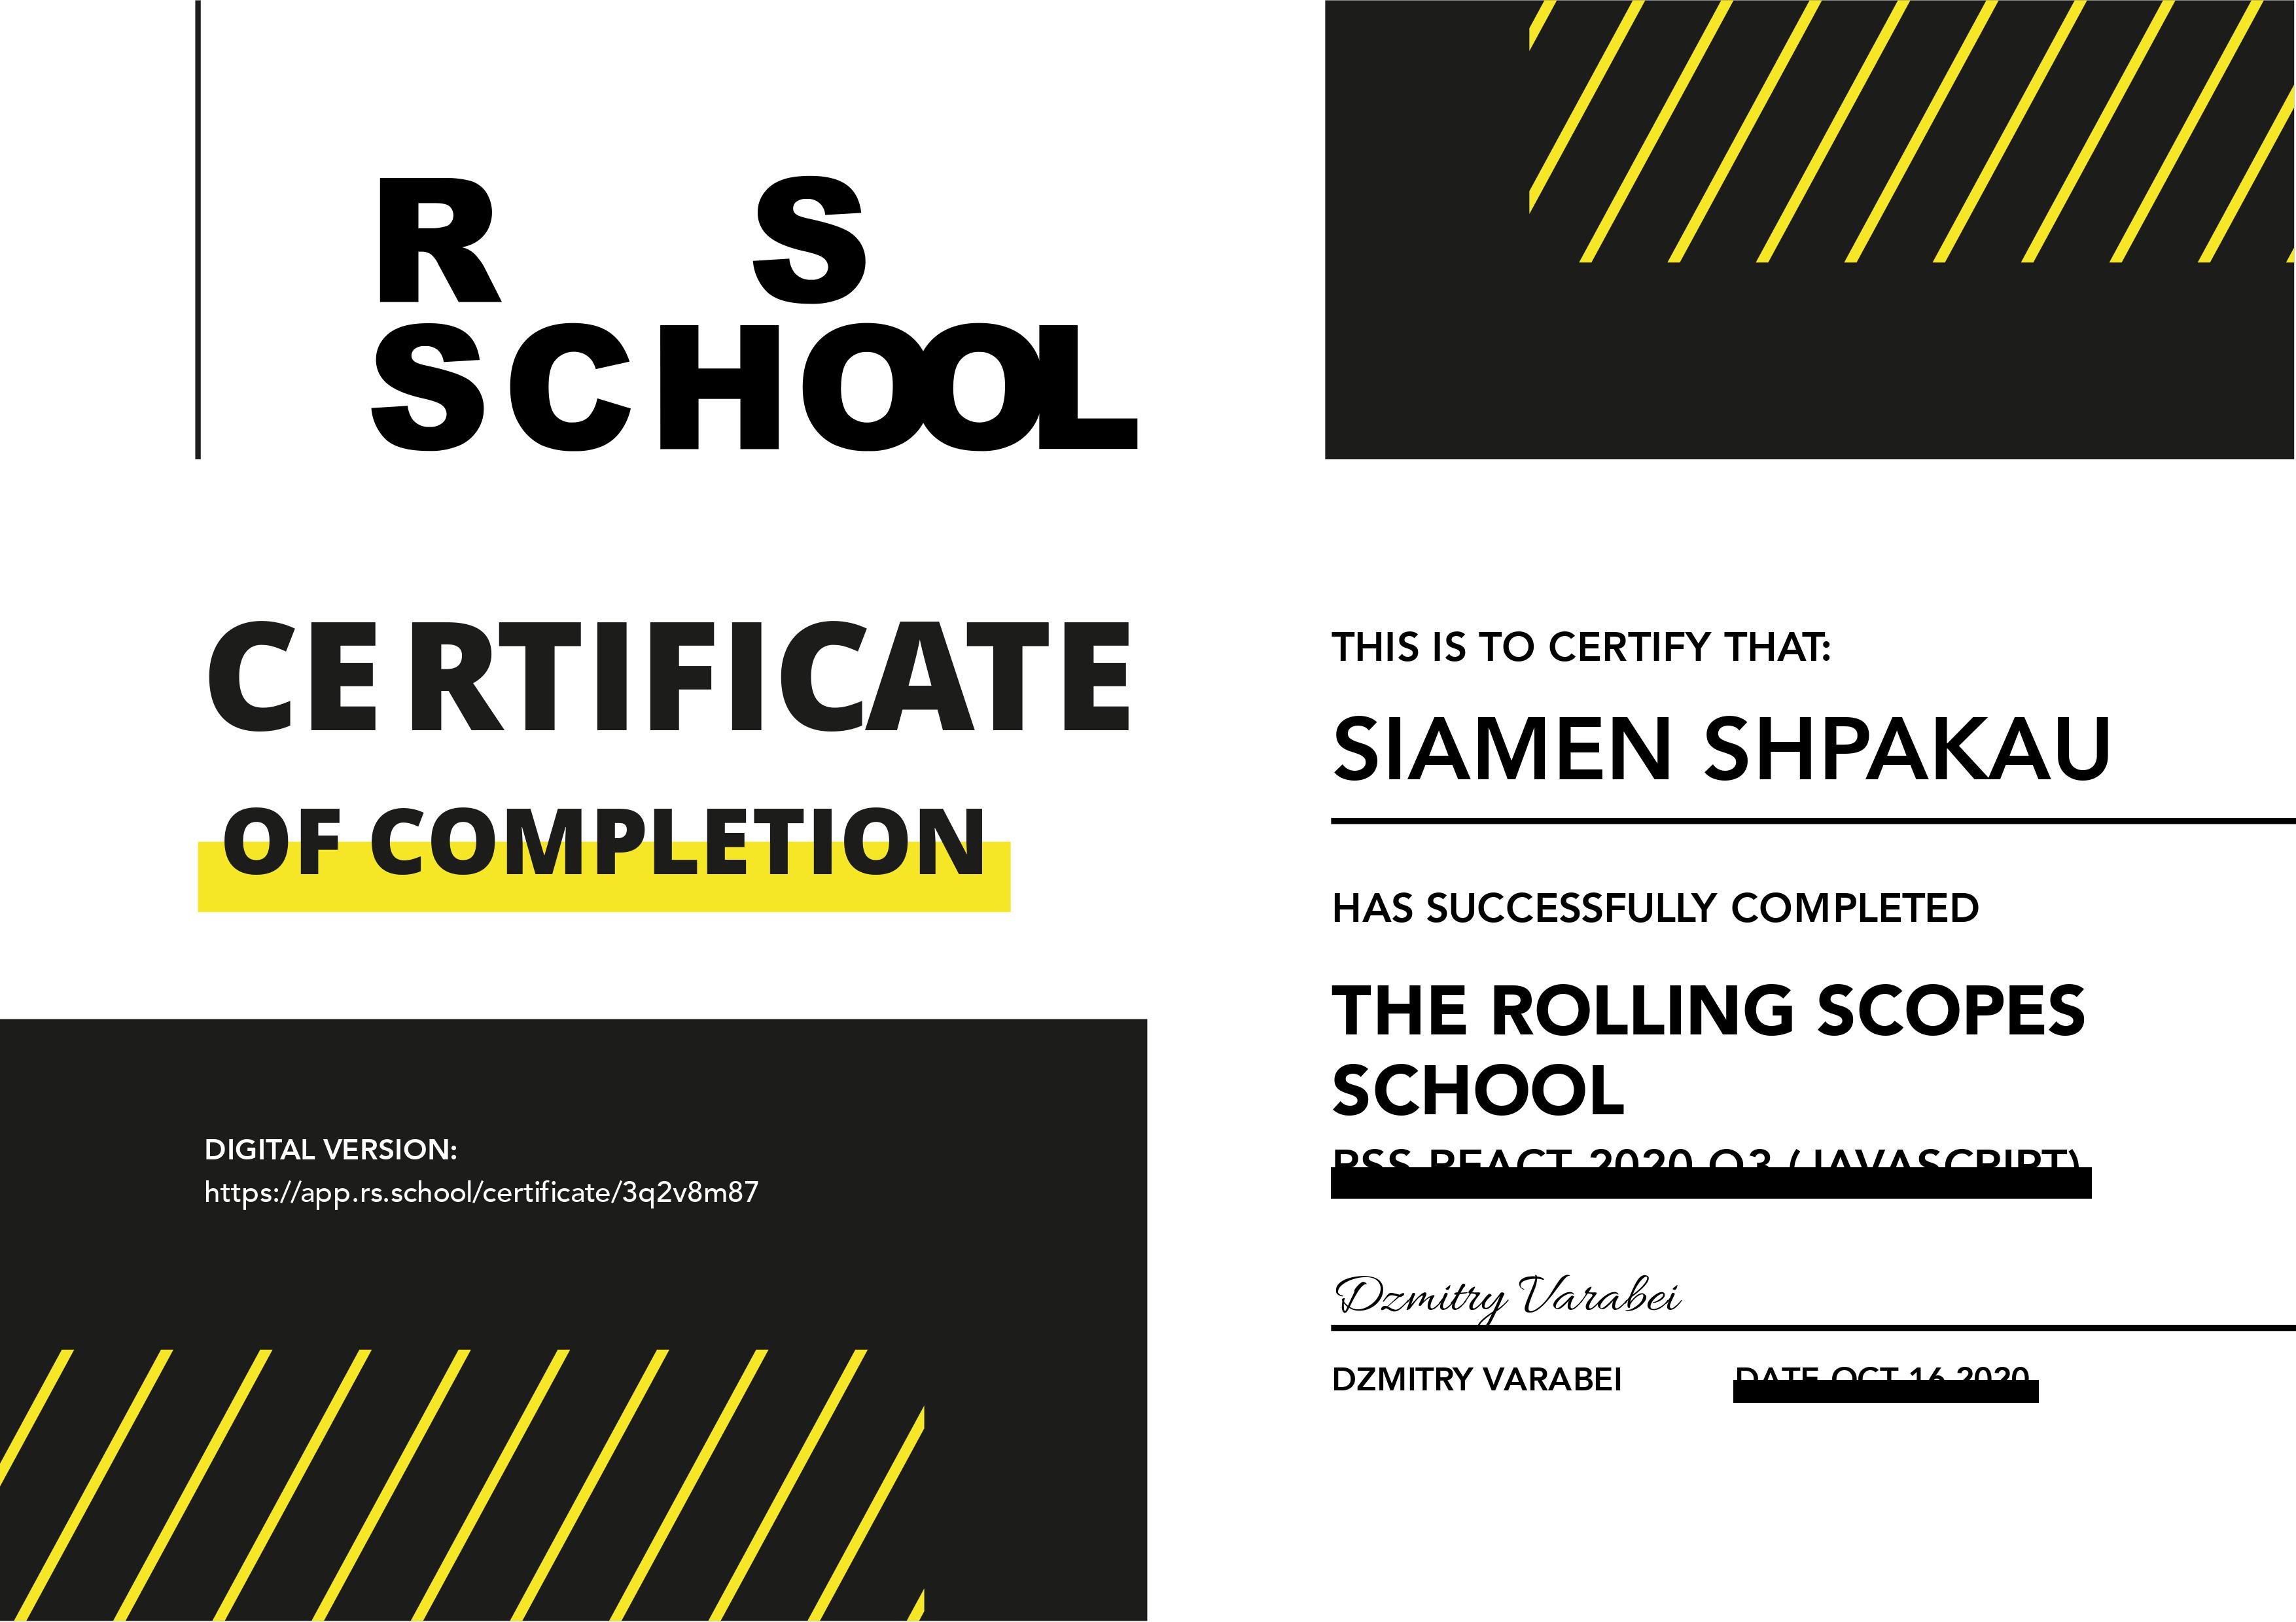 R S
SCHOOL
CERTIFICATE
OF COMPLETION
DIGITAL VERSION:
https://app.rs.school/certificate/3q2v8m87
THIS IS TO CERTIFY THAT:
SIAMEN SHPAKAU
HAS SUCCESSFULLY COMPLETED
THE ROLLING SCOPES
SCHOOL
RSS REACT 2020 Q3 (JAVASCRIPT)
Dzmitry Varabei
DZMITRY VARABEI
DATE OCT 16 2020